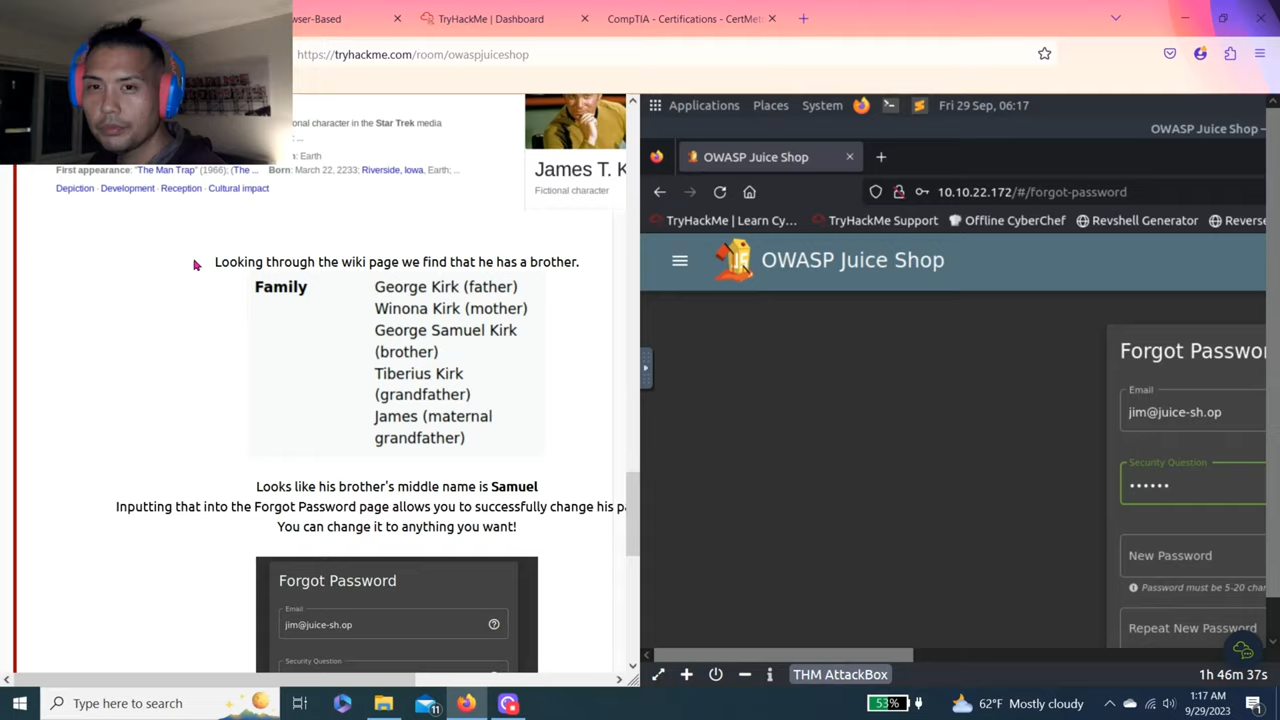 wser-Based
TryHackMe | Dashboard
CompTIA - Certifications - CertMet
https://tryhackme.com/room/owaspjuiceshop
onal character in the Star Trek media
: ...
: Earth
First appearance: "The Man Trap" (1966); (The ...
Born: March 22, 2233; Riverside, Iowa, Earth; ...
Depiction · Development · Reception · Cultural impact
James T. K
Fictional character
Looking through the wiki page we find that he has a brother.
Family
George Kirk (father)
Winona Kirk (mother)
George Samuel Kirk
(brother)
Tiberius Kirk
(grandfather)
James (maternal
grandfather)
Looks like his brother's middle name is Samuel
Inputting that into the Forgot Password page allows you to successfully change his pa
You can change it to anything you want!
Forgot Password
Email
jim@juice-sh.op
Security Question
Applications Places System
Fri 29 Sep, 06:17
OWASP Juice Shop -
OWASP Juice Shop
10.10.22.172/#/forgot-password
TryHackMe | Learn Cy…
TryHackMe Support
Offline CyberChef
Revshell Generator
Reverse
OWASP Juice Shop
Forgot Passwo
Email
jim@juice-sh.op
Security Question
••••••
New Password
Password must be 5-20 char
Repeat New Password
THM AttackBox
1h 46m 37s
Type here to search
11
53%
62°F Mostly cloudy
1:17 AM
9/29/2023
1